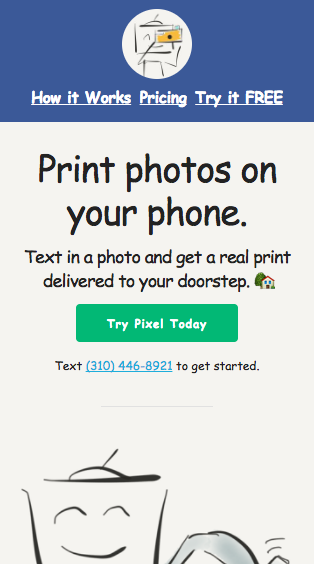 How it Works Pricing Try it FREE
Print photos on
your phone.
Text in a photo and get a real print
delivered to your doorstep. 🏡
Try Pixel Today
Text (310) 446-8921 to get started.